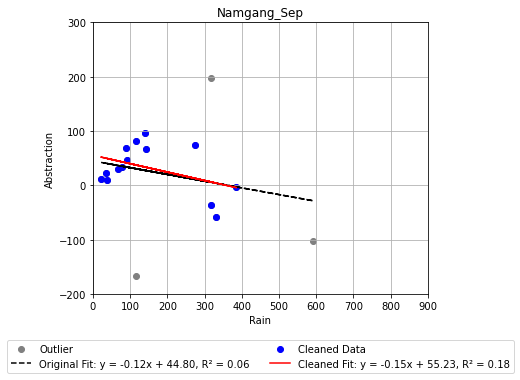 Namgang_Sep
300
200
100
0
−100
−200
0 100 200 300 400 500 600 700 800 900
Abstraction
Rain
Outlier Cleaned Data
Original Fit: y = -0.12x + 44.80, R² = 0.06 Cleaned Fit: y = -0.15x + 55.23, R² = 0.18